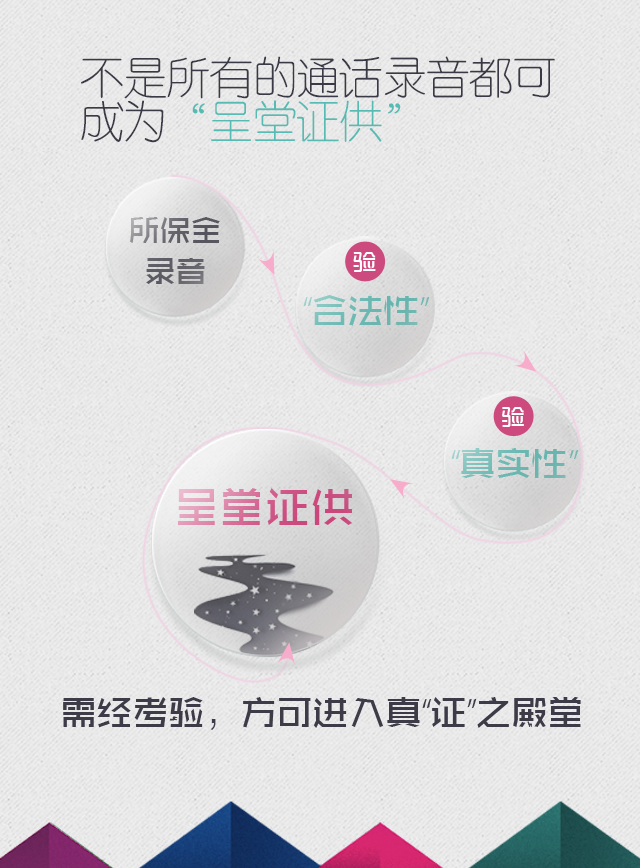 不是所有的通话录音都可
成为“呈堂证供”
所保全
录音
验
“合法性”
验
“真实性”
呈堂证供
需经考验，方可进入真“证”之殿堂